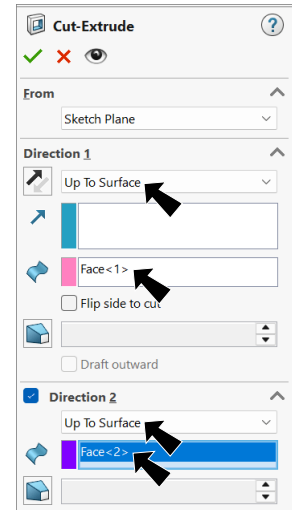 Cut-Extrude
?
From
Sketch Plane
Direction 1
Up To Surface
Face<1>
Flip side to cut
Draft outward
Direction 2
Up To Surface
Face<2>